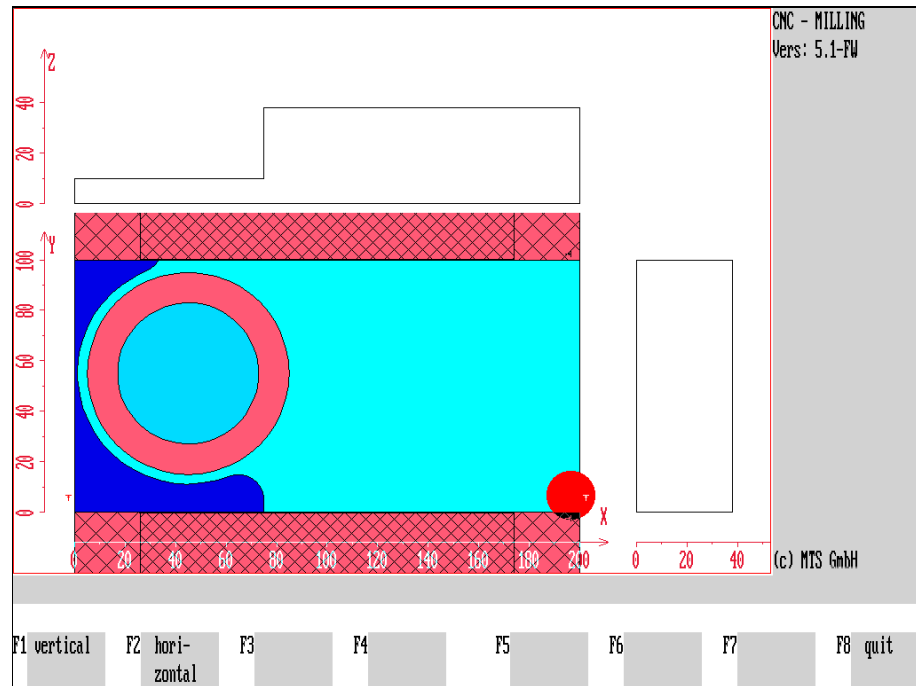 CNC - MILLING
Vers: 5.1-FW
Z
40
20
0
Y
100
80
60
40
20
0
T
T
X
0 20 40 60 80 100 120 140 160 180 200
0 20 40
(c) MTS GmbH
F1 vertical F2 hori- F3 F4 F5 F6 F7 F8 quit
zontal